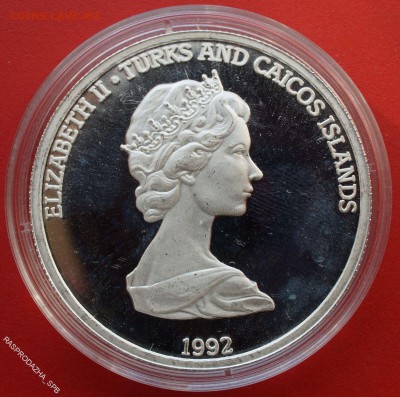 ELIZABETH II · TURKS AND CAICOS ISLANDS
1992
RASPRODAZHA_SPB